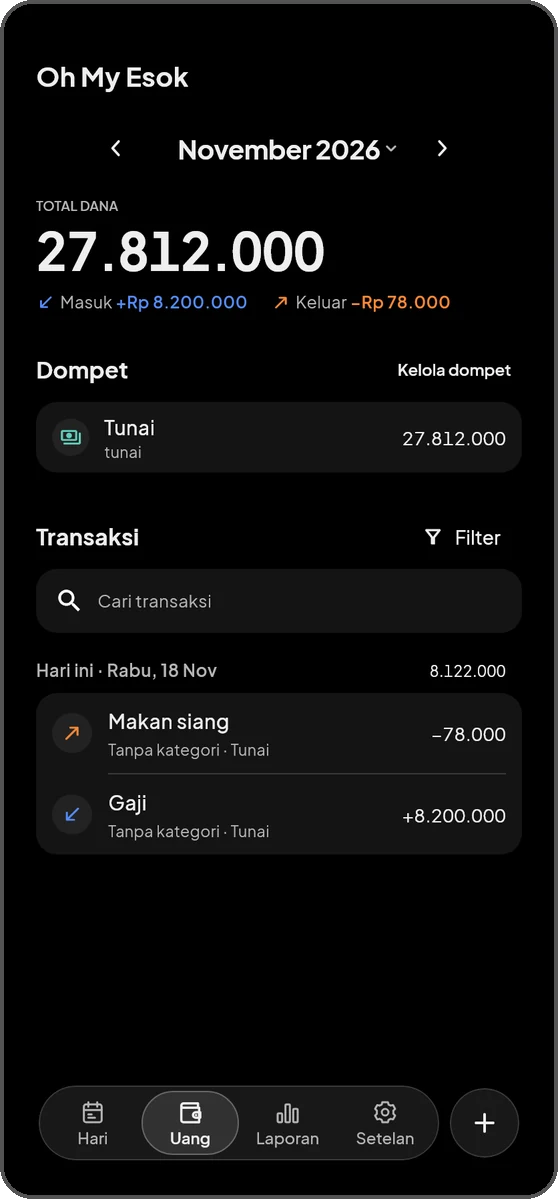 Oh My Esok
November 2026
TOTAL DANA
27.812.000
Masuk +Rp 8.200.000 Keluar −Rp 78.000
Dompet Kelola dompet
Tunai
tunai
27.812.000
Transaksi Filter
Cari transaksi
Hari ini · Rabu, 18 Nov 8.122.000
Makan siang
Tanpa kategori · Tunai
−78.000
Gaji
Tanpa kategori · Tunai
+8.200.000
Hari Uang Laporan Setelan